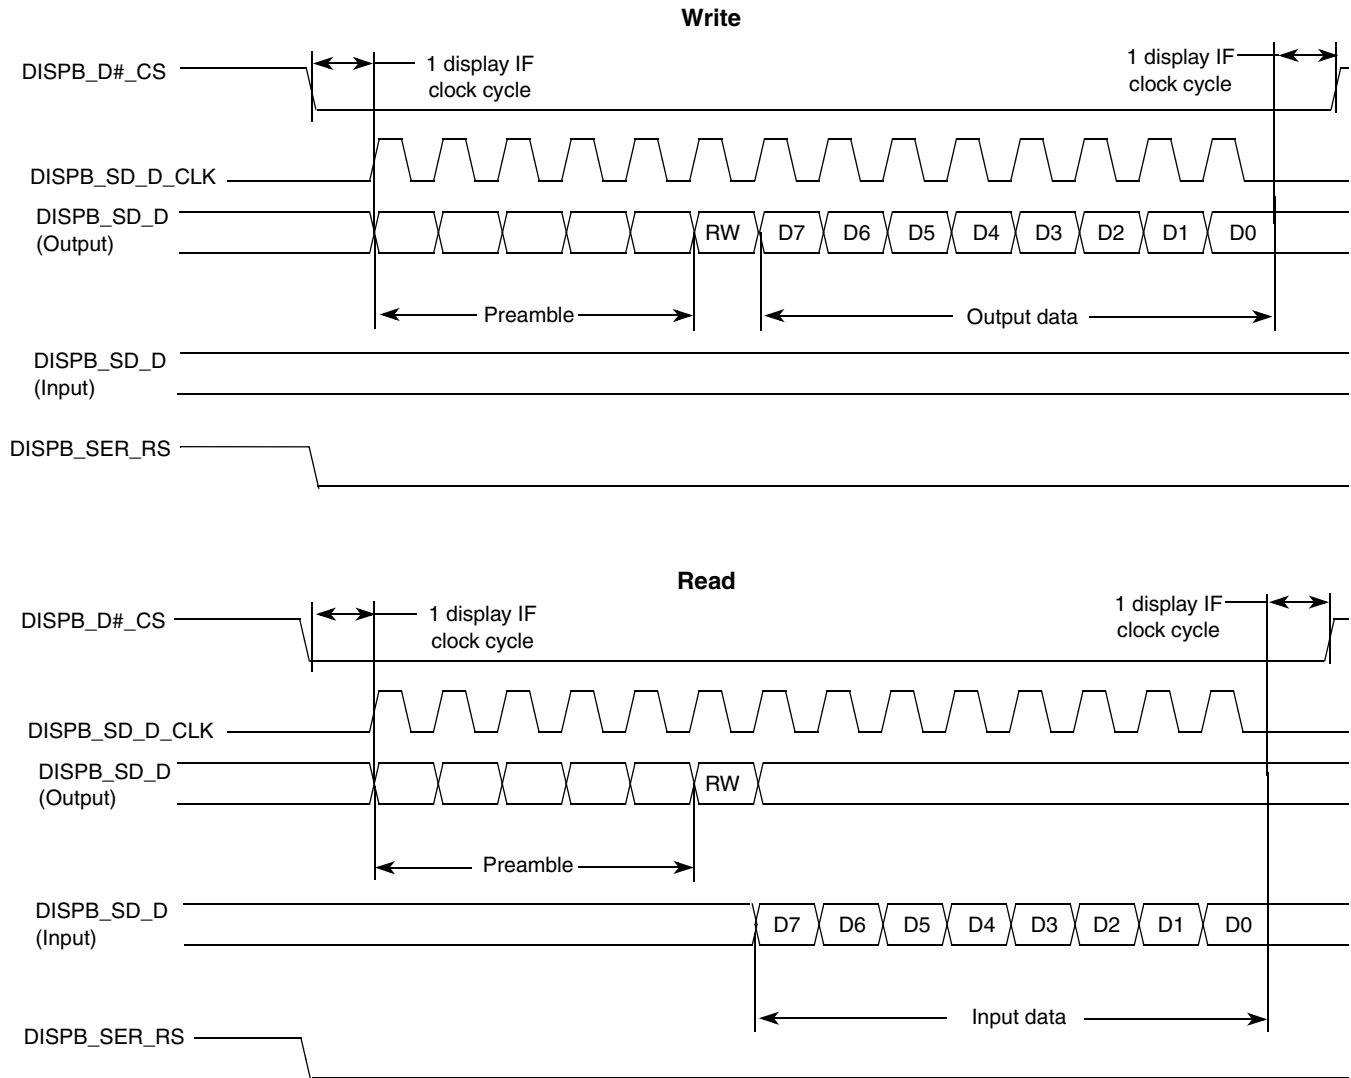 Write
DISPB_D#_CS
1 display IF
clock cycle
1 display IF
clock cycle
DISPB_SD_D_CLK
DISPB_SD_D
(Output)
RW D7 D6 D5 D4 D3 D2 D1 D0
Preamble
Output data
DISPB_SD_D
(Input)
DISPB_SER_RS
Read
DISPB_D#_CS
1 display IF
clock cycle
1 display IF
clock cycle
DISPB_SD_D_CLK
DISPB_SD_D
(Output)
RW
Preamble
DISPB_SD_D
(Input)
D7 D6 D5 D4 D3 D2 D1 D0
Input data
DISPB_SER_RS